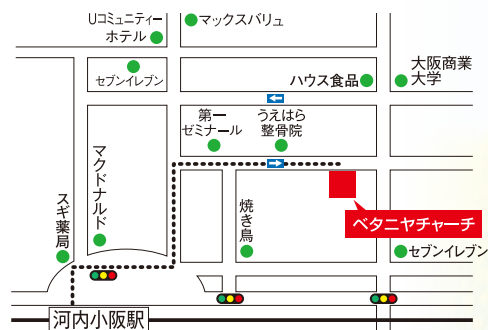 Uコミュニティー
ホテル
マックスバリュ
セブンイレブン
ハウス食品
大阪商業
大学
第一
ゼミナール
うえはら
整骨院
マクドナルド
スギ薬局
焼き鳥
ベタニヤチャーチ
セブンイレブン
河内小阪駅